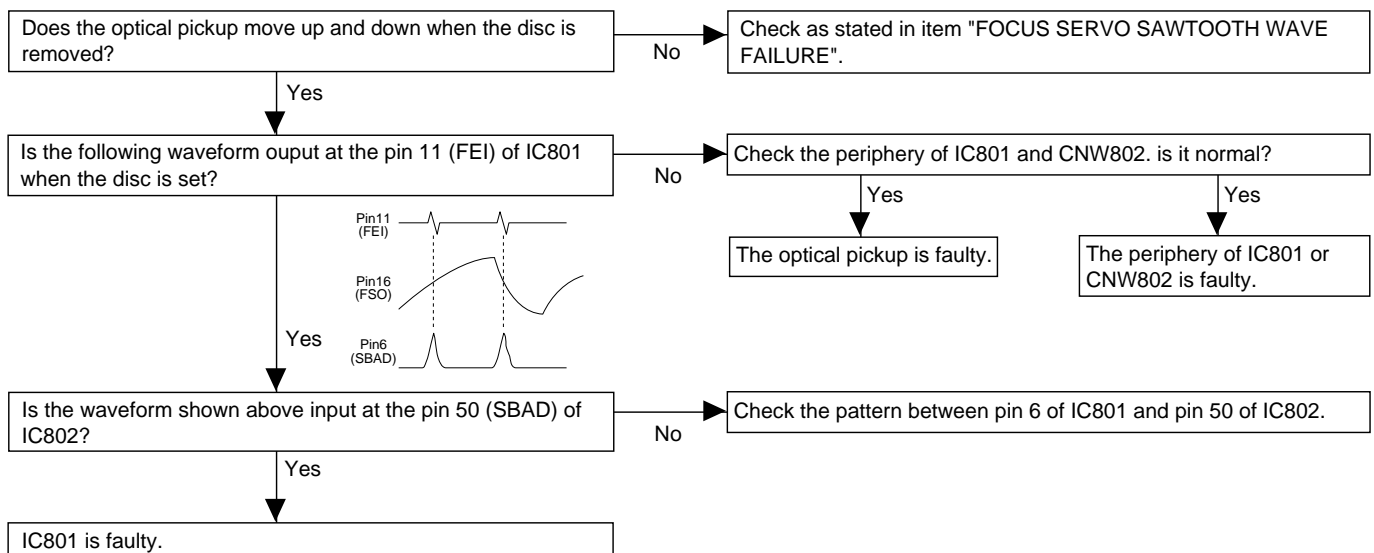 Does the optical pickup move up and down when the disc is
removed?
No
Check as stated in item "FOCUS SERVO SAWTOOTH WAVE
FAILURE".
Yes
Is the following waveform ouput at the pin 11 (FEI) of IC801
when the disc is set?
No
Check the periphery of IC801 and CNW802. is it normal?
Yes
Yes
The optical pickup is faulty.
The periphery of IC801 or
CNW802 is faulty.
Pin11
(FEI)
Pin16
(FSO)
Pin6
(SBAD)
Yes
Is the waveform shown above input at the pin 50 (SBAD) of
IC802?
No
Check the pattern between pin 6 of IC801 and pin 50 of IC802.
Yes
IC801 is faulty.